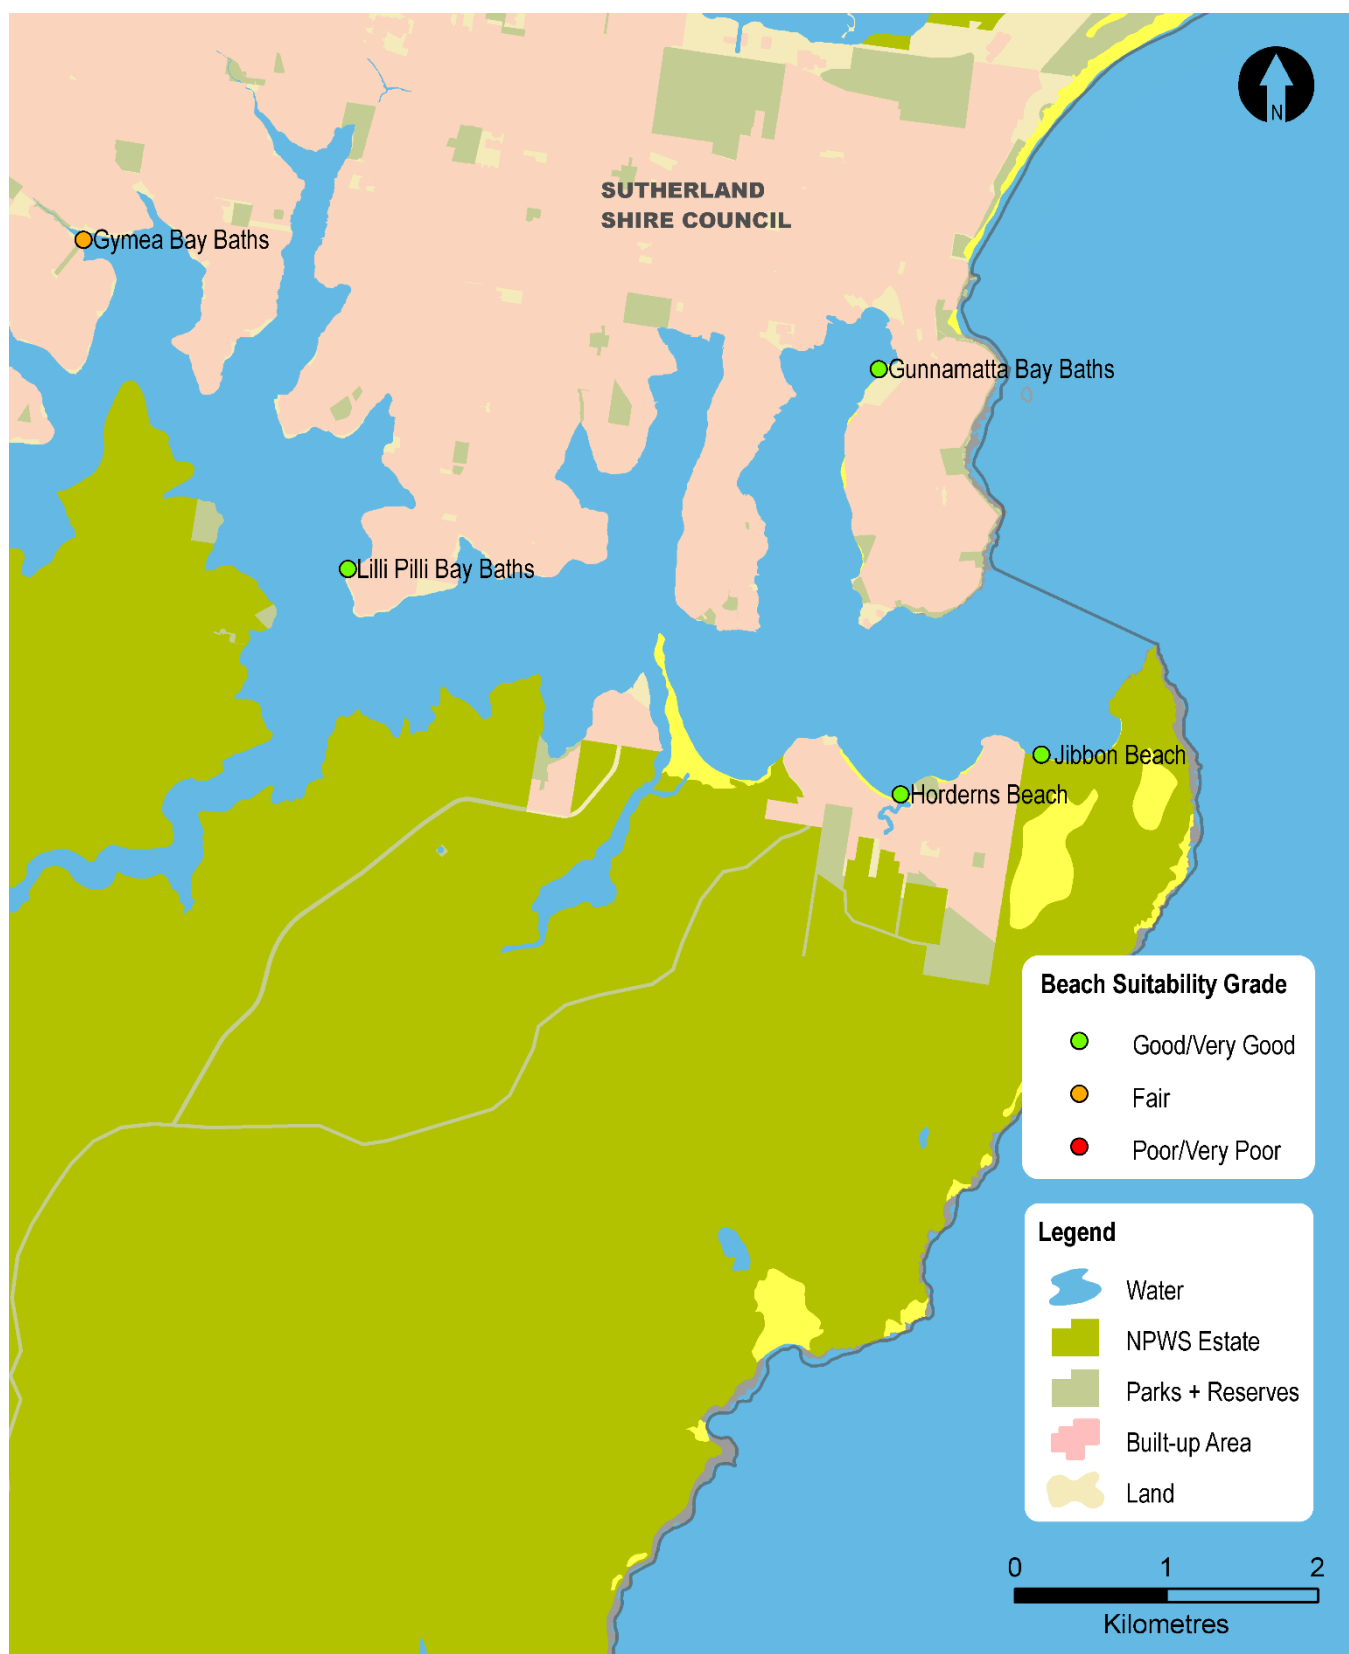 N
SUTHERLAND
SHIRE COUNCIL
Gymea Bay Baths
Gunnamatta Bay Baths
Lilli Pilli Bay Baths
Jibbon Beach
Horderns Beach
Beach Suitability Grade
Good/Very Good
Fair
Poor/Very Poor
Legend
Water
NPWS Estate
Parks + Reserves
Built-up Area
Land
0 1 2
Kilometres